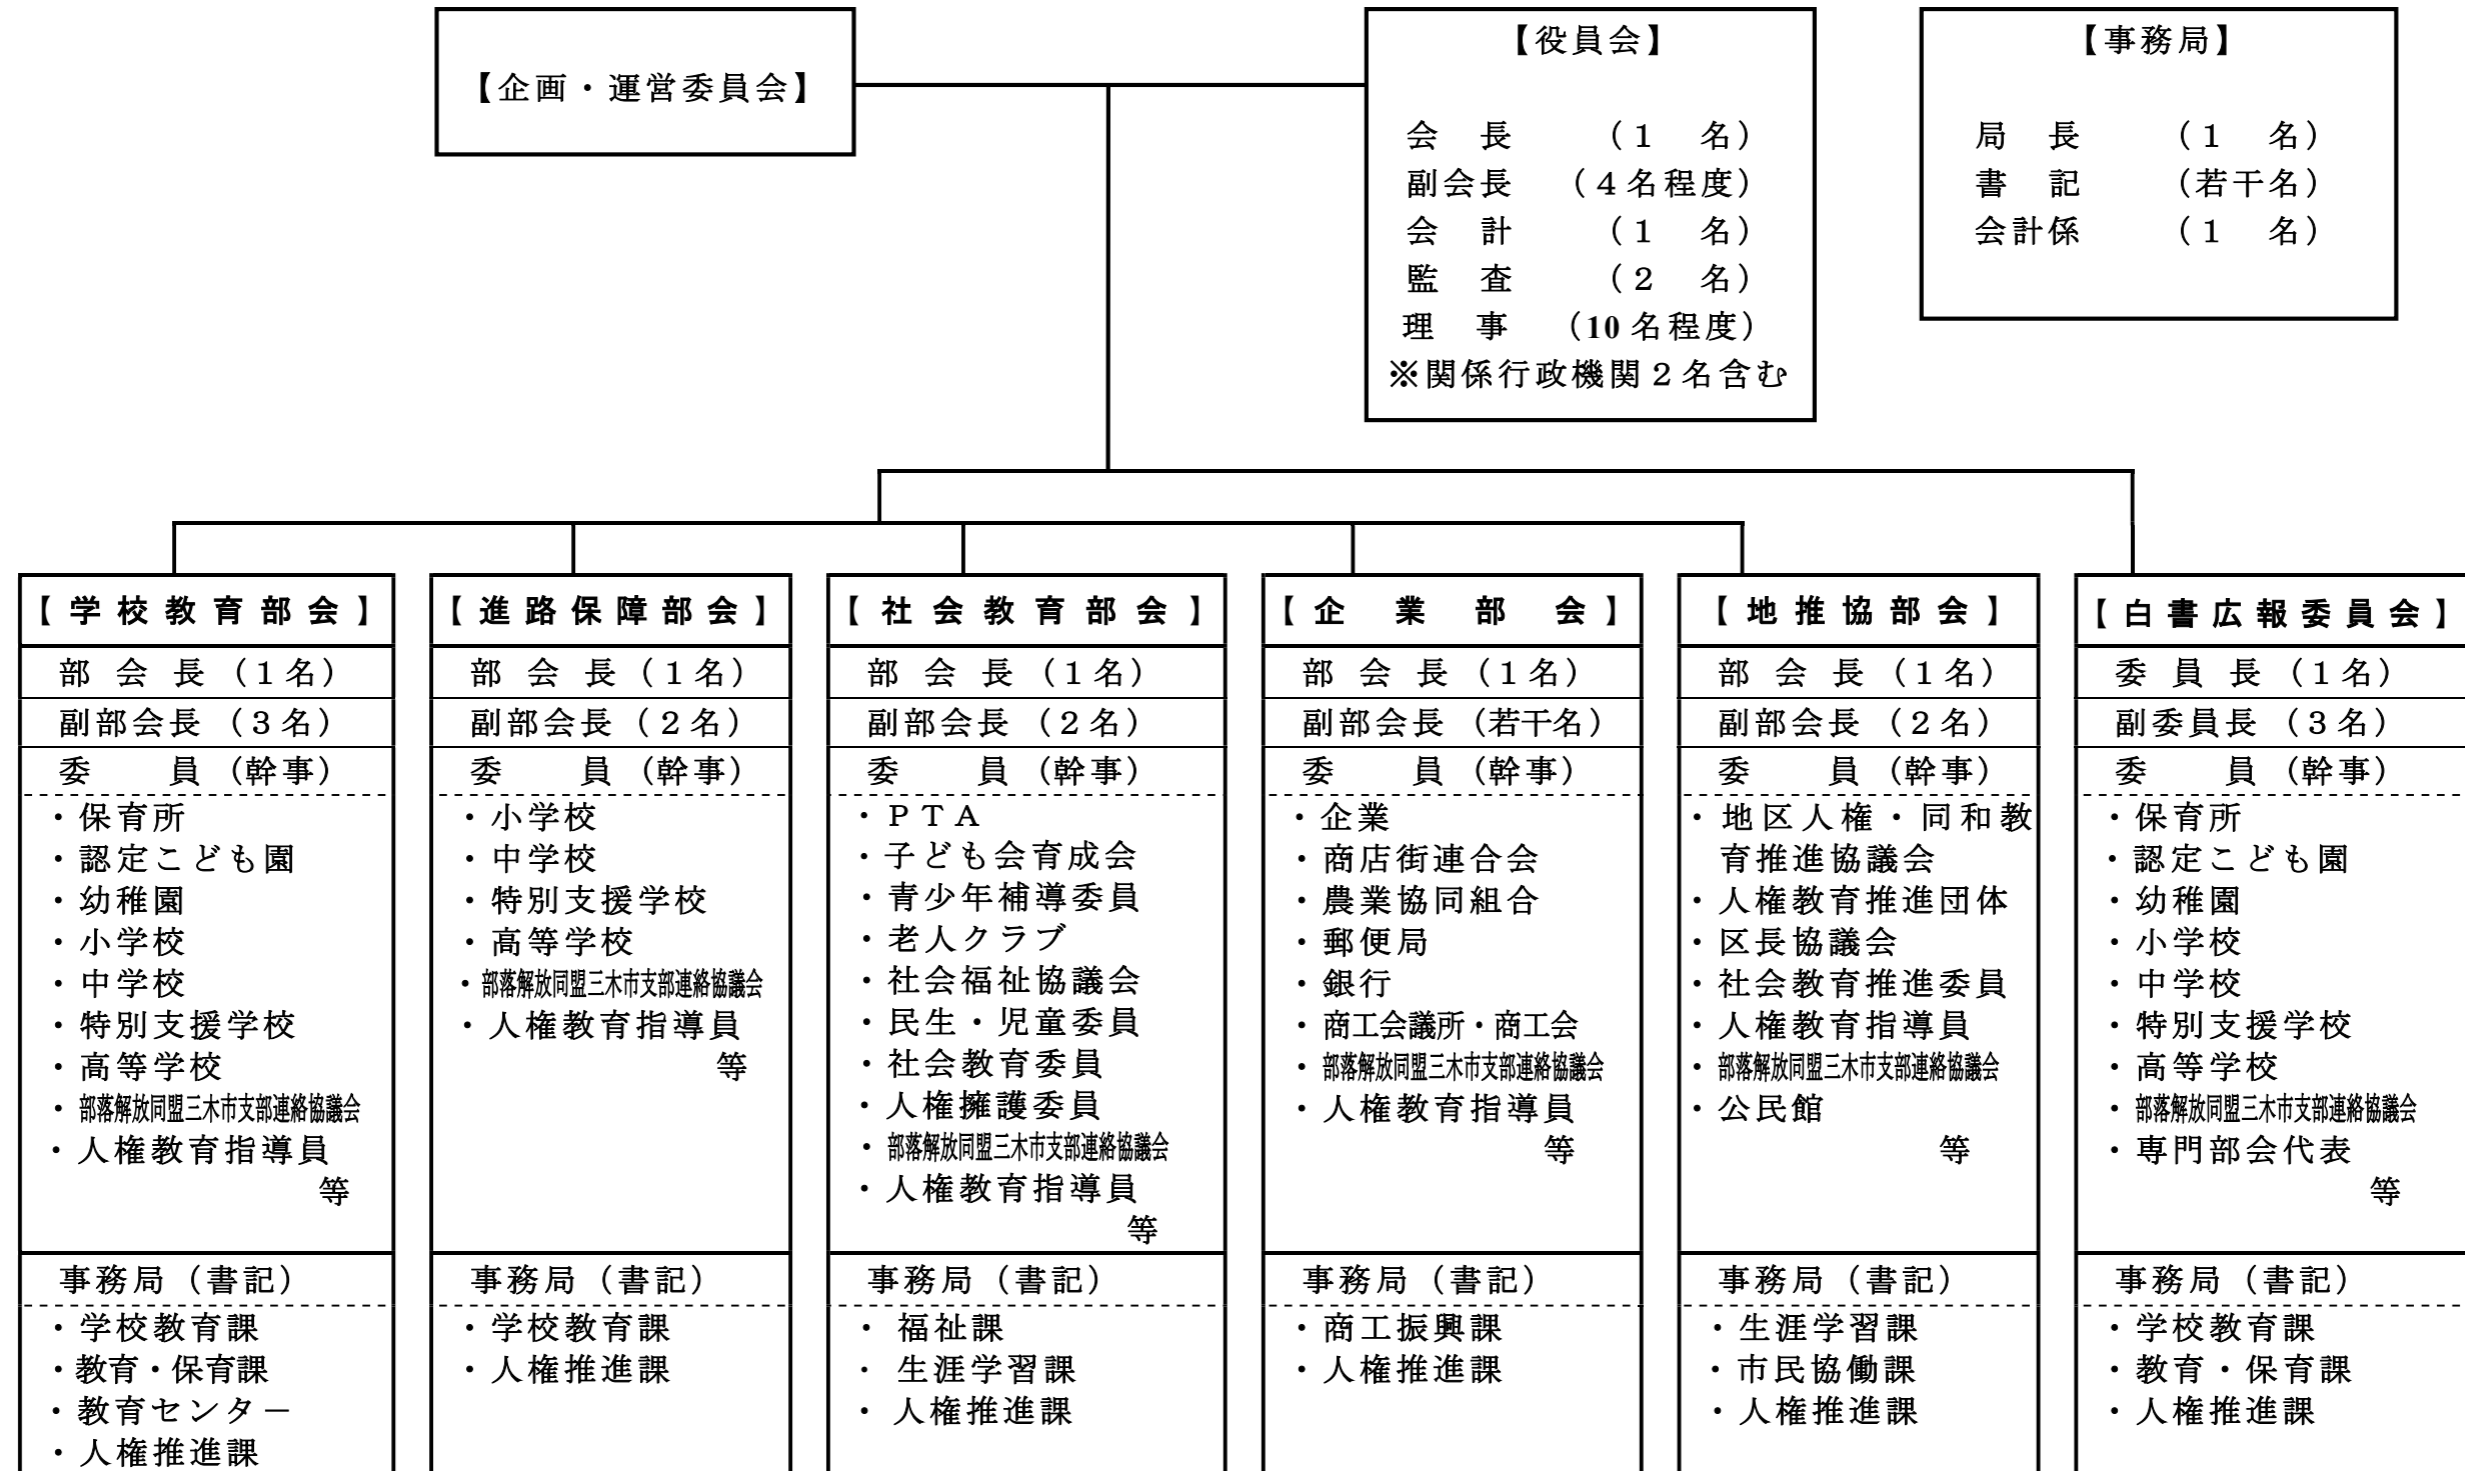 【企画・運営委員会】
【役員会】
会　長　（１　名）
副会長　（４名程度）
会　計　（１　名）
監　査　（２　名）
理　事　（10名程度）
※関係行政機関２名含む
【事務局】
局　長　（１　名）
書　記　（若干名）
会計係　（１　名）
【学校教育部会】
部会長（１名）
副部会長（３名）
委　員（幹事）
・保育所
・認定こども園
・幼稚園
・小学校
・中学校
・特別支援学校
・高等学校
・部落解放同盟三木市支部連絡協議会
・人権教育指導員
等
事務局（書記）
・学校教育課
・教育・保育課
・教育センター
・人権推進課
【進路保障部会】
部会長（１名）
副部会長（２名）
委　員（幹事）
・小学校
・中学校
・特別支援学校
・高等学校
・部落解放同盟三木市支部連絡協議会
・人権教育指導員
等
事務局（書記）
・学校教育課
・人権推進課
【社会教育部会】
部会長（１名）
副部会長（２名）
委　員（幹事）
・ＰＴＡ
・子ども会育成会
・青少年補導委員
・老人クラブ
・社会福祉協議会
・民生・児童委員
・社会教育委員
・人権擁護委員
・部落解放同盟三木市支部連絡協議会
・人権教育指導員
等
事務局（書記）
・福祉課
・生涯学習課
・人権推進課
【企業部会】
部会長（１名）
副部会長（若干名）
委　員（幹事）
・企業
・商店街連合会
・農業協同組合
・郵便局
・銀行
・商工会議所・商工会
・部落解放同盟三木市支部連絡協議会
・人権教育指導員
等
事務局（書記）
・商工振興課
・人権推進課
【地推協部会】
部会長（１名）
副部会長（２名）
委　員（幹事）
・地区人権・同和教
育推進協議会
・人権教育推進団体
・区長協議会
・社会教育推進委員
・人権教育指導員
・部落解放同盟三木市支部連絡協議会
・公民館
等
事務局（書記）
・生涯学習課
・市民協働課
・人権推進課
【白書広報委員会】
委員長（１名）
副委員長（３名）
委　員（幹事）
・保育所
・認定こども園
・幼稚園
・小学校
・中学校
・特別支援学校
・高等学校
・部落解放同盟三木市支部連絡協議会
・専門部会代表
等
事務局（書記）
・学校教育課
・教育・保育課
・人権推進課